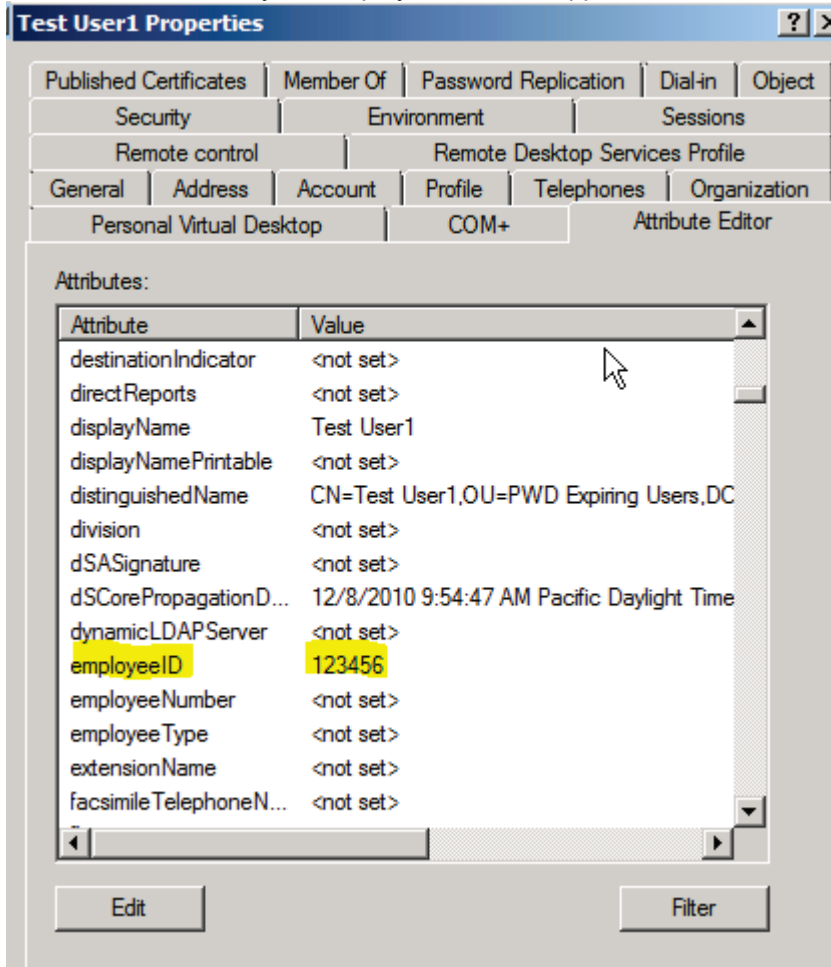 Test User1 Properties ? X
Published Certificates Member Of Password Replication Dial-in Object
Security Environment Sessions
Remote control Remote Desktop Services Profile
General Address Account Profile Telephones Organization
Personal Virtual Desktop COM+ Attribute Editor
Attributes:
Attribute Value
destinationIndicator <not set>
directReports <not set>
displayName Test User1
displayNamePrintable <not set>
distinguishedName CN=Test User1,OU=PWD Expiring Users,DC
division <not set>
dSASignature <not set>
dSCorePropagationD... 12/8/2010 9:54:47 AM Pacific Daylight Time
dynamicLDAPServer <not set>
employeeID 123456
employeeNumber <not set>
employeeType <not set>
extensionName <not set>
facsimileTelephoneN... <not set>
Edit Filter